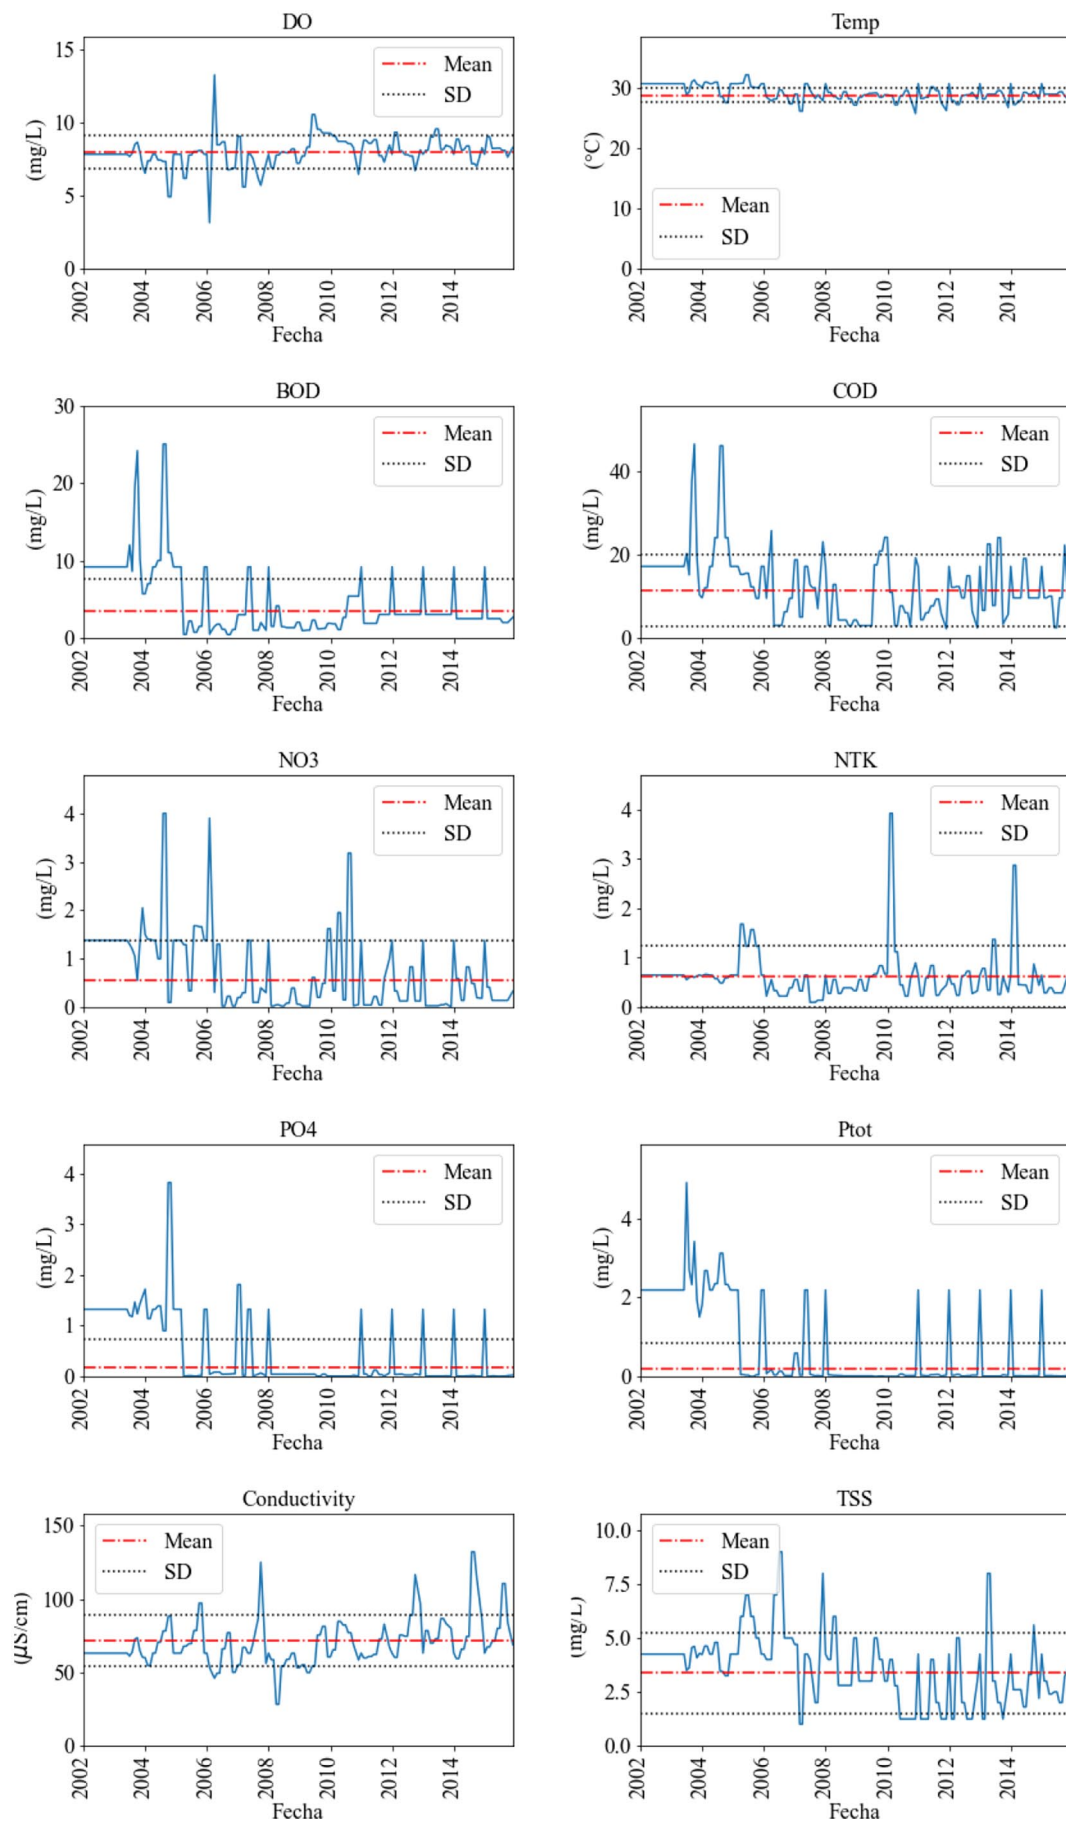 DO
(mg/L)
15
10
5
0
Mean
SD
2002
2004
2006
2008
2010
2012
2014
Fecha
Temp
(°C)
30
20
10
0
Mean
SD
2002
2004
2006
2008
2010
2012
2014
Fecha
BOD
(mg/L)
30
20
10
0
Mean
SD
2002
2004
2006
2008
2010
2012
2014
Fecha
COD
(mg/L)
40
20
0
Mean
SD
2002
2004
2006
2008
2010
2012
2014
Fecha
NO3
(mg/L)
4
3
2
1
0
Mean
SD
2002
2004
2006
2008
2010
2012
2014
Fecha
NTK
(mg/L)
4
3
2
1
0
Mean
SD
2002
2004
2006
2008
2010
2012
2014
Fecha
PO4
(mg/L)
4
3
2
1
0
Mean
SD
2002
2004
2006
2008
2010
2012
2014
Fecha
Ptot
(mg/L)
4
2
0
Mean
SD
2002
2004
2006
2008
2010
2012
2014
Fecha
Conductivity
(μS/cm)
150
100
50
0
Mean
SD
2002
2004
2006
2008
2010
2012
2014
Fecha
TSS
(mg/L)
10.0
7.5
5.0
2.5
0.0
Mean
SD
2002
2004
2006
2008
2010
2012
2014
Fecha